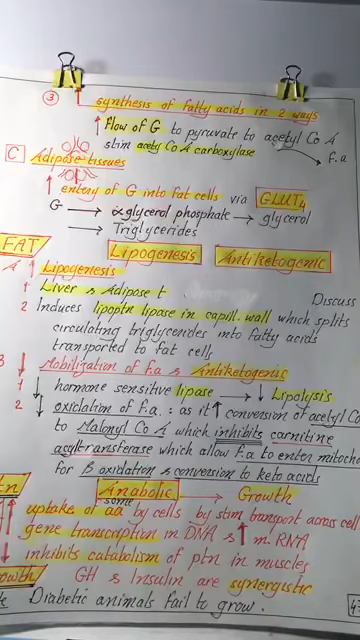 ③ ↑ synthesis of fatty acids in 2 ways
↑ Flow of G to pyruvate to acetyl Co A
stim acety Co A carboxylase → F.a
C Adipose tissues
↑ entery of G into fat cells via GLUT4
G → α glycerol phosphate → glycerol
→ Triglycerides
FAT Lipogenesis Antiketogenic
A ↑ Lipogenesis
1 Liver & Adipose t. Discuss
2 Induces lipoptn lipase in capill. wall which splits
circulating triglycerides into fatty acids
transported to fat cells
B ↓ Mobilization of F.a & Antiketogenic
1 ↓ hormone sensitive lipase → ↓ Lipolysis
2 ↓ oxidation of F.a. : as it ↑ conversion of acetyl Co
to Malonyl Co A which inhibits carnitine
acyltransferase which allow F.a to enter mitoch
for B oxidation & conversion to keto acids
tn Anabolic → Growth
↑ uptake of some aa by cells by stim transport across cell
↑ gene transcription in DNA & ↑ m. RNA
↓ inhibits catabolism of ptn in muscles
owth GH & Insulin are synergistic
Diabetic animals fail to grow.